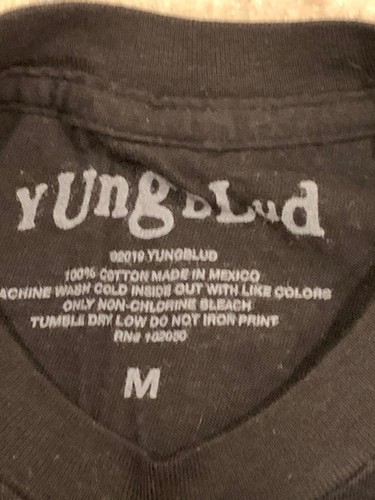 YUngBLud
©2019 YUNGBLUD
100% COTTON MADE IN MEXICO
ACHINE WASH COLD INSIDE OUT WITH LIKE COLORS
ONLY NON-CHLORINE BLEACH
TUMBLE DRY LOW DO NOT IRON PRINT
RN# 102050
M